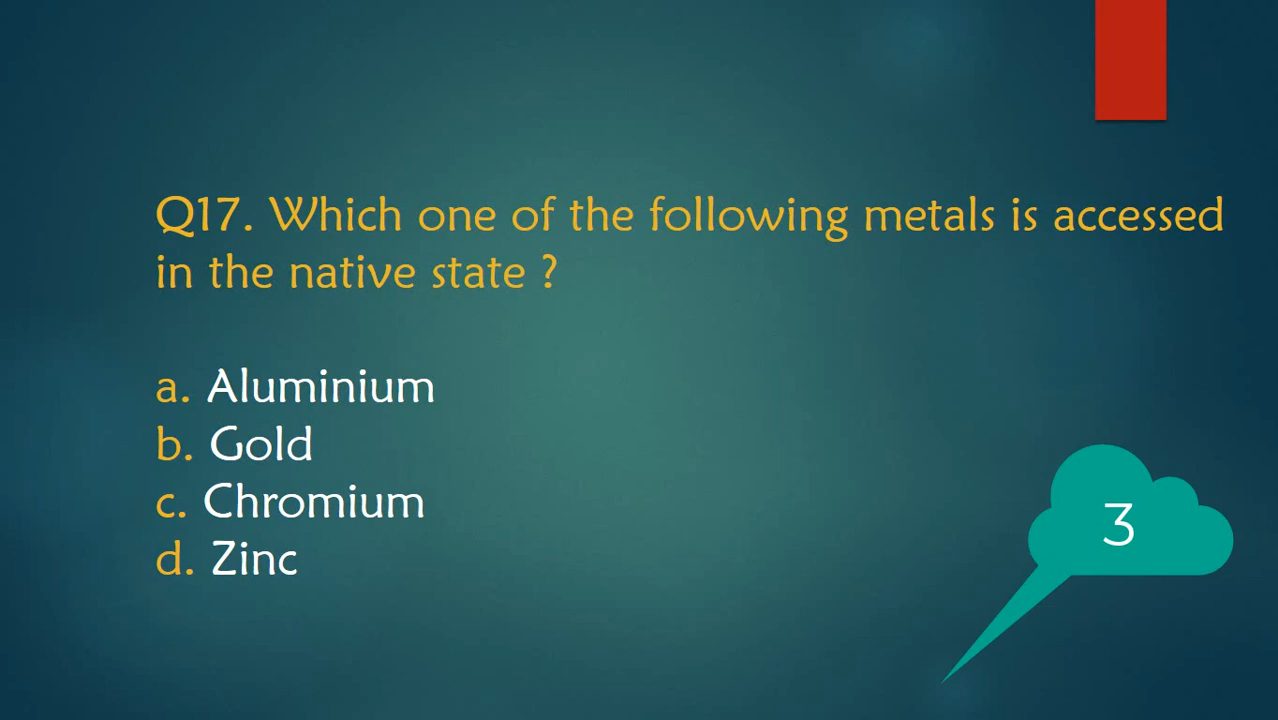 Q17. Which one of the following metals is accessed
in the native state ?
a. Aluminium
b. Gold
c. Chromium
d. Zinc
3